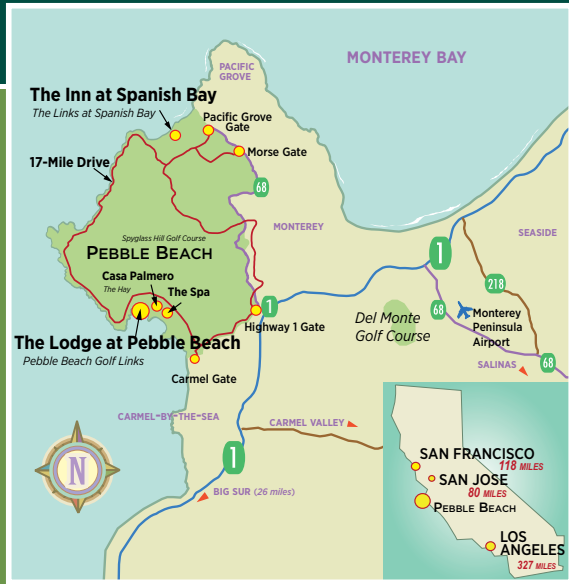 PACIFIC
GROVE
MONTEREY BAY
The Inn at Spanish Bay
The Links at Spanish Bay
Pacific Grove
Gate
Morse Gate
17-Mile Drive
68
MONTEREY
SEASIDE
Spyglass Hill Golf Course
PEBBLE BEACH
1
218
Casa Palmero
The Hay
The Spa
1
Highway 1 Gate
68
Monterey
Peninsula
Airport
Del Monte
Golf Course
The Lodge at Pebble Beach
Pebble Beach Golf Links
Carmel Gate
SALINAS
68
CARMEL-BY-THE-SEA
CARMEL VALLEY
1
N
BIG SUR (26 miles)
SAN FRANCISCO
118 MILES
SAN JOSE
80 MILES
PEBBLE BEACH
LOS
ANGELES
327 MILES